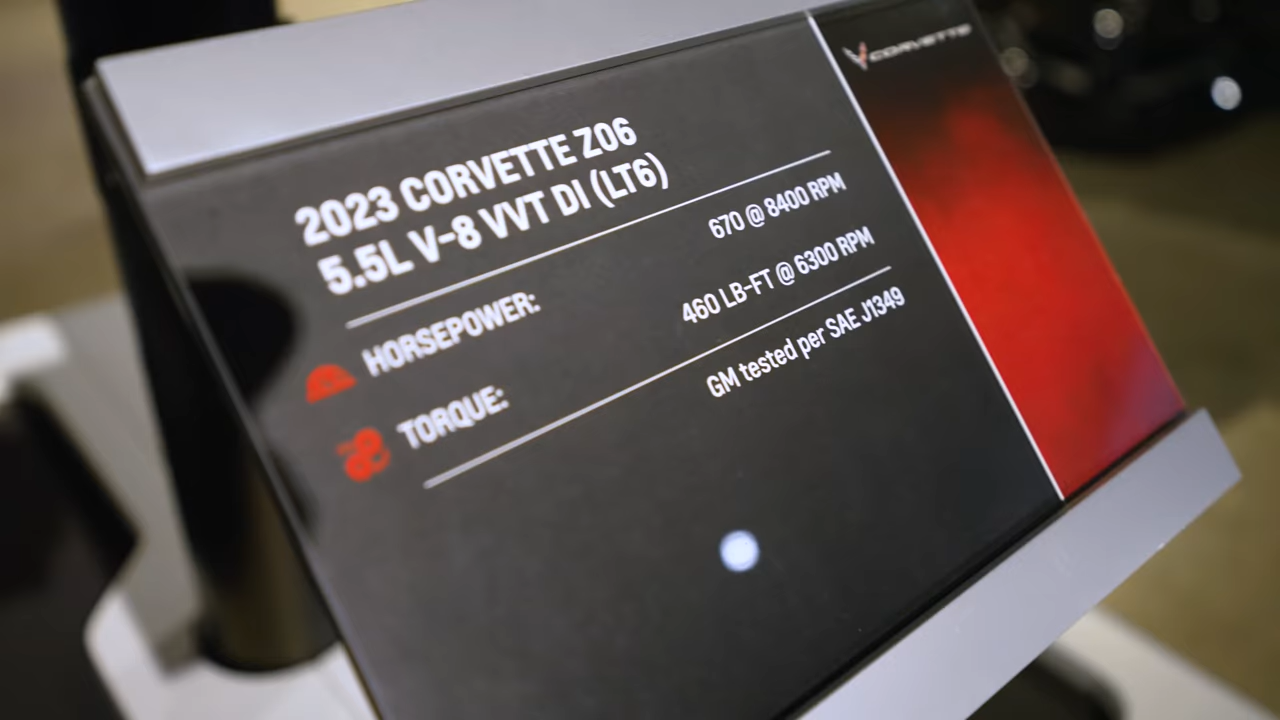 CORVETTE
2023 CORVETTE Z06
5.5L V-8 VVT DI (LT6)
HORSEPOWER: 670 @ 8400 RPM
TORQUE: 460 LB-FT @ 6300 RPM
GM tested per SAE J1349